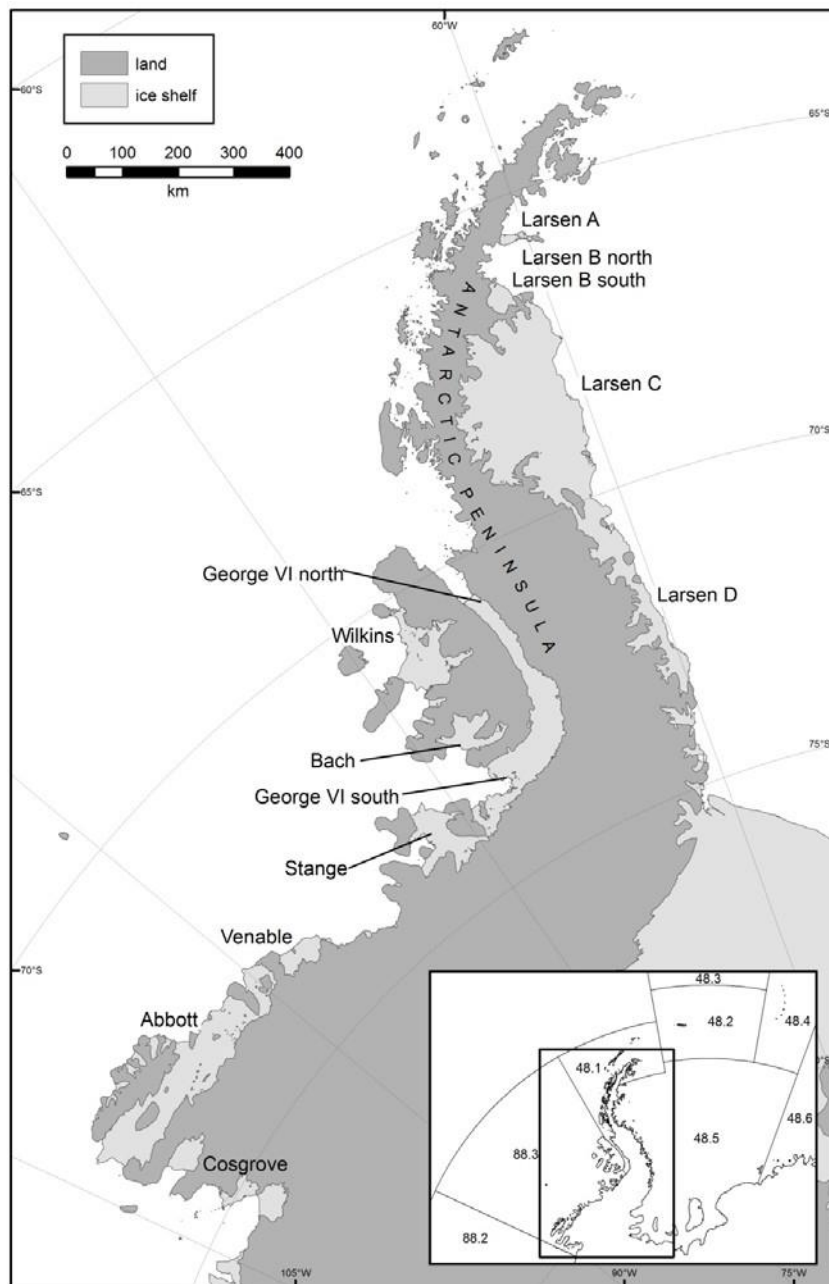 60°W
60°S
land
ice shelf
65°S
0 100 200 300 400
km
Larsen A
Larsen B north
Larsen B south
ANTARCTIC PENINSULA
Larsen C
70°S
65°S
George VI north
Larsen D
Wilkins
75°S
Bach
George VI south
Stange
Venable
70°S
Abbott
Cosgrove
48.3
48.2
48.4
48.1
48.6
88.3
48.5
88.2
105°W
90°W
75°W